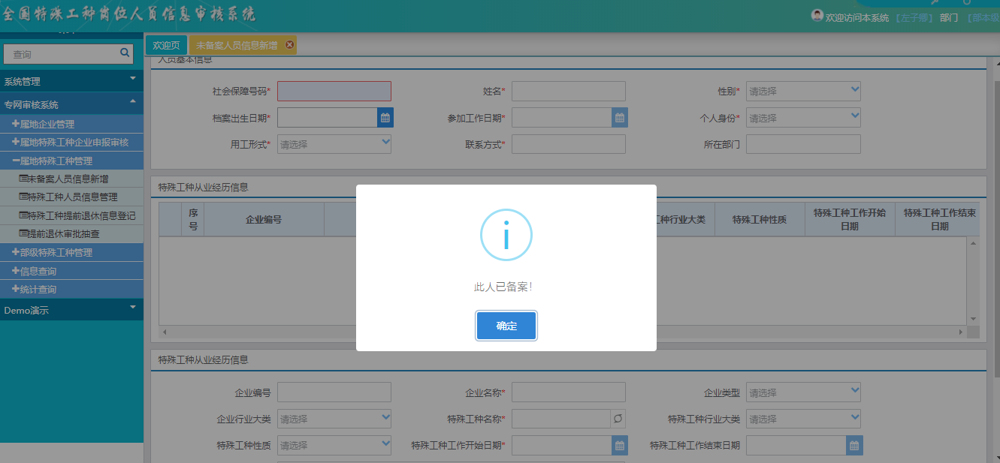 全国特殊工种岗位人员信息审核系统
欢迎访问本系统 [左子卿] 部门 [部本级
查询
欢迎页 未备案人员信息新增
系统管理
专网审核系统
属地企业管理
属地特殊工种企业申报审核
属地特殊工种管理
未备案人员信息新增
特殊工种人员信息管理
特殊工种提前退休信息登记
提前退休审批抽查
部级特殊工种管理
信息查询
统计查询
Demo演示
人员基本信息
社会保障号码* 姓名* 性别* 请选择
档案出生日期* 参加工作日期* 个人身份* 请选择
用工形式* 请选择 联系方式* 所在部门
特殊工种从业经历信息
序号 企业编号 工种行业大类 特殊工种性质 特殊工种工作开始日期 特殊工种工作结束日期
此人已备案!
确定
特殊工种从业经历信息
企业编号 企业名称* 企业类型 请选择
企业行业大类 请选择 特殊工种名称* 特殊工种行业大类 请选择
特殊工种性质 请选择 特殊工种工作开始日期* 特殊工种工作结束日期